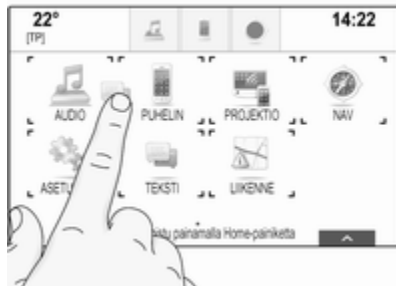 22° 14:22
[TP]
AUDIO PUHELIN PROJEKTIO NAV
TEKSTI LIIKENNE
painamalla Home-painiketta